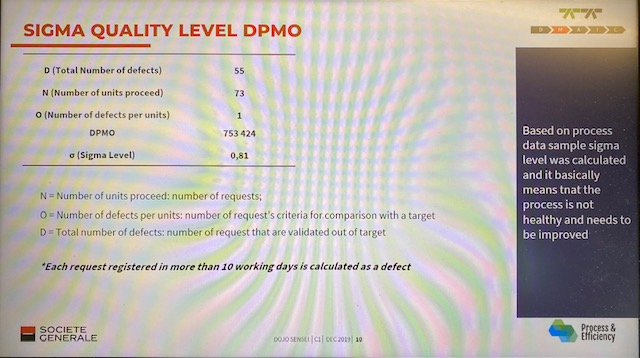 SIGMA QUALITY LEVEL DPMO
D M A I C
D (Total Number of defects) 55
N (Number of units proceed) 73
O (Number of defects per units) 1
DPMO 753 424
σ (Sigma Level) 0,81
N = Number of units proceed: number of requests;
O = Number of defects per units: number of request's criteria for comparison with a target
D = Total number of defects: number of request that are validated out of target
*Each request registered in more than 10 working days is calculated as a defect
Based on process
data sample sigma
level was calculated
and it basically
means tnat the
process is not
healthy and needs to
be improved
SOCIETE
GENERALE
DOJO SENSEI | C1 | DEC 2019 | 10
Process &
Efficiency